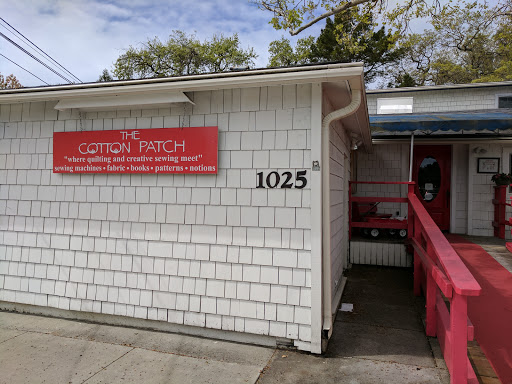 THE
COTTON PATCH
"where quilting and creative sewing meet"
sewing machines • fabric • books • patterns • notions
1025